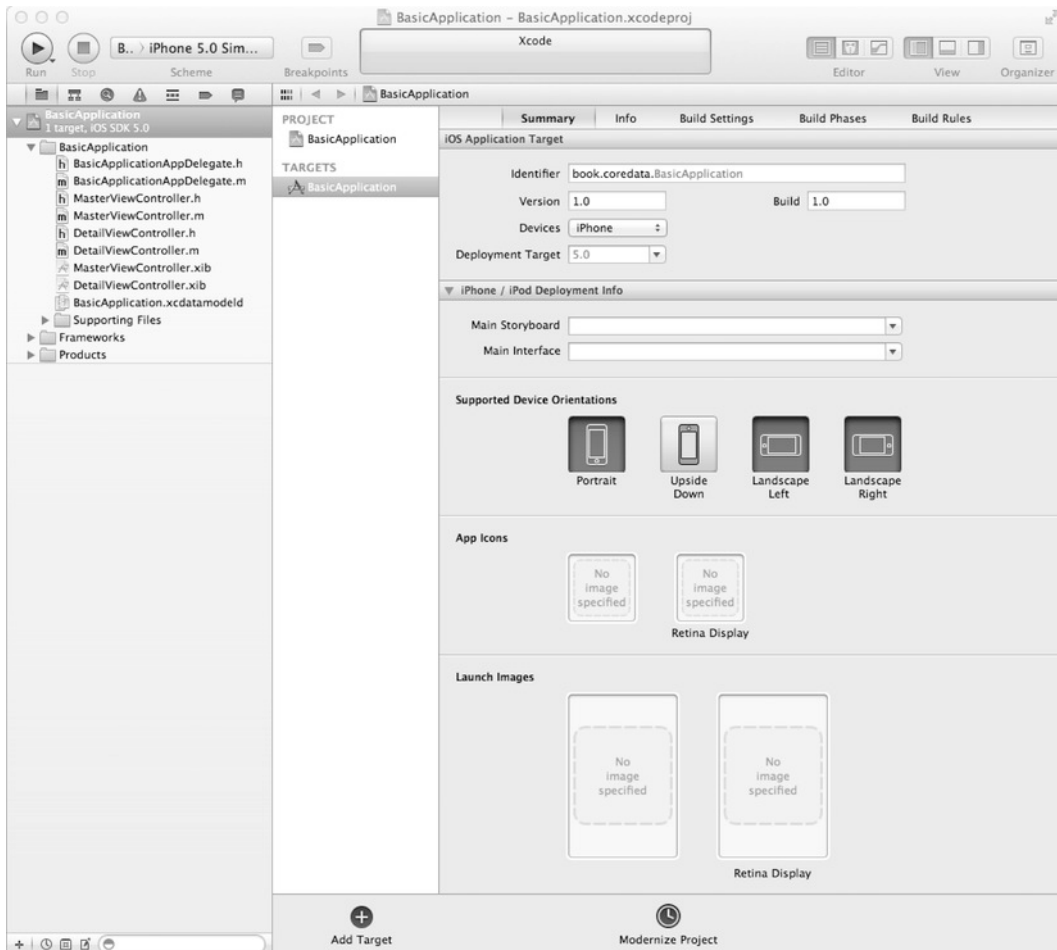 BasicApplication – BasicApplication.xcodeproj
B.. 〉 iPhone 5.0 Sim...
Xcode
Run
Stop
Scheme
Breakpoints
Editor
View
Organizer
BasicApplication
1 target, iOS SDK 5.0
BasicApplication
h BasicApplicationAppDelegate.h
m BasicApplicationAppDelegate.m
h MasterViewController.h
m MasterViewController.m
h DetailViewController.h
m DetailViewController.m
MasterViewController.xib
DetailViewController.xib
BasicApplication.xcdatamodeld
Supporting Files
Frameworks
Products
BasicApplication
PROJECT
BasicApplication
TARGETS
BasicApplication
Summary
Info
Build Settings
Build Phases
Build Rules
iOS Application Target
Identifier book.coredata.BasicApplication
Version 1.0
Build 1.0
Devices iPhone
Deployment Target 5.0
iPhone / iPod Deployment Info
Main Storyboard
Main Interface
Supported Device Orientations
Portrait
Upside
Down
Landscape
Left
Landscape
Right
App Icons
No
image
specified
No
image
specified
Retina Display
Launch Images
No
image
specified
No
image
specified
Retina Display
Add Target
Modernize Project